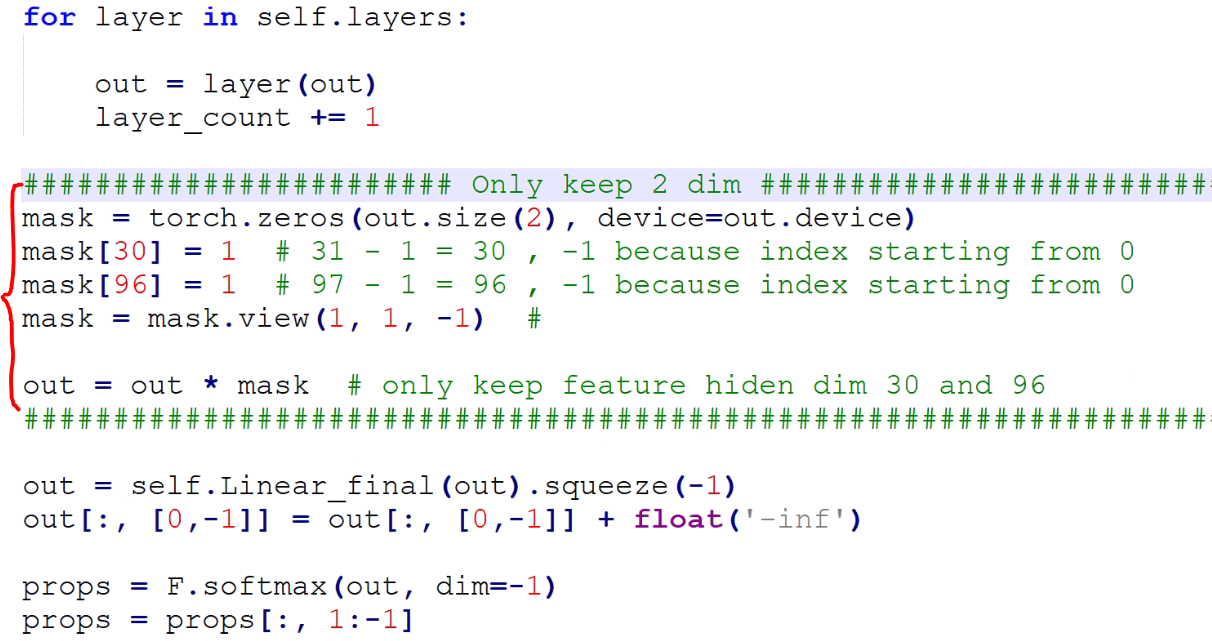 for layer in self.layers:
out = layer(out)
layer_count += 1
######################## Only keep 2 dim #########################
mask = torch.zeros(out.size(2), device=out.device)
mask[30] = 1  # 31 - 1 = 30 , -1 because index starting from 0
mask[96] = 1  # 97 - 1 = 96 , -1 because index starting from 0
mask = mask.view(1, 1, -1)  #
out = out * mask  # only keep feature hiden dim 30 and 96
##################################################################
out = self.Linear_final(out).squeeze(-1)
out[:, [0,-1]] = out[:, [0,-1]] + float('-inf')
props = F.softmax(out, dim=-1)
props = props[:, 1:-1]